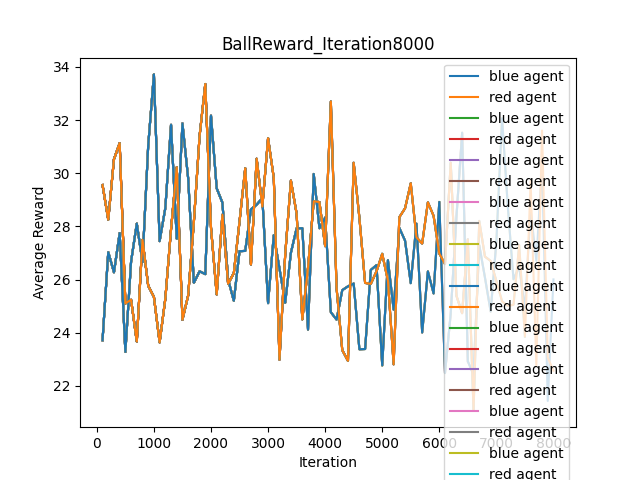 BallReward_Iteration8000
Average Reward
34
32
30
28
26
24
22
0
1000
2000
3000
4000
5000
6000
7000
8000
Iteration
blue agent
red agent
blue agent
red agent
blue agent
red agent
blue agent
red agent
blue agent
red agent
blue agent
red agent
blue agent
red agent
blue agent
red agent
blue agent
red agent
blue agent
red agent